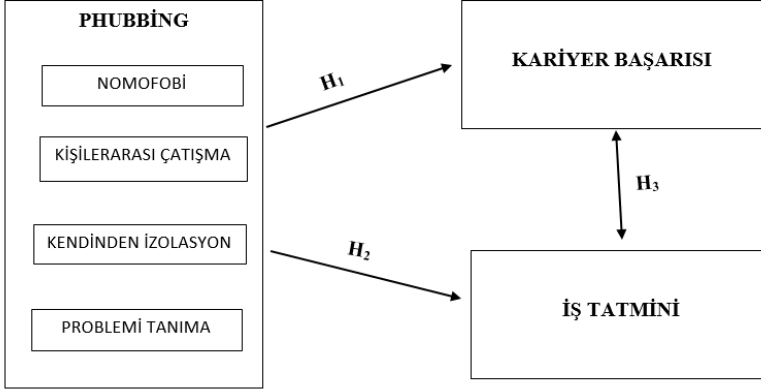 PHUBBİNG
NOMOFOBİ
KİŞİLERARASI ÇATIŞMA
KENDİNDEN İZOLASYON
PROBLEMİ TANIMA
H₁
H₂
KARİYER BAŞARISI
H₃
İŞ TATMİNİ